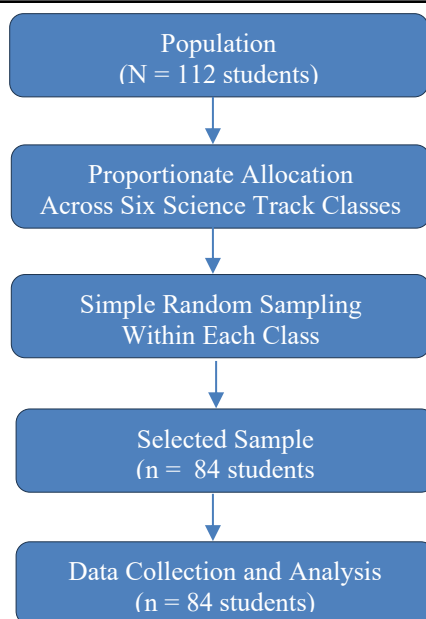 Population
(N = 112 students)
Proportionate Allocation
Across Six Science Track Classes
Simple Random Sampling
Within Each Class
Selected Sample
(n = 84 students
Data Collection and Analysis
(n = 84 students)